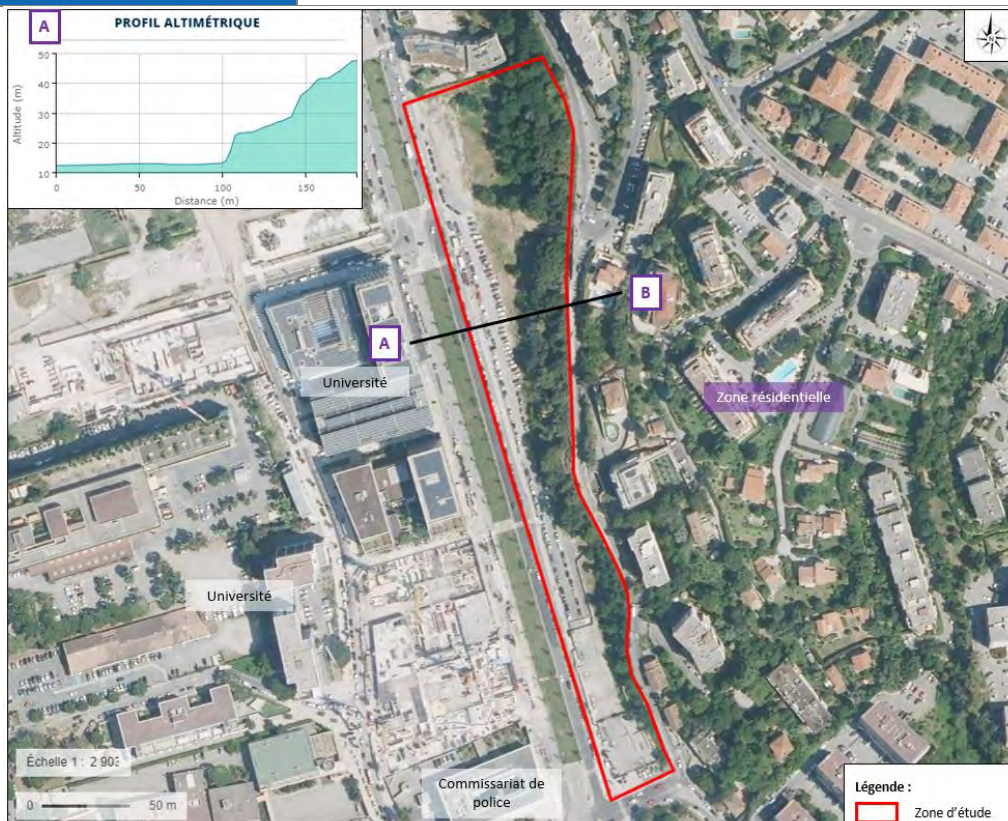 A
PROFIL ALTIMÉTRIQUE
50
40
30
20
10
Altitude (m)
0
50
100
150
Distance (m)
N
B
A
Université
Zone résidentielle
Université
Échelle 1 : 2 903
0
50 m
Commissariat de
police
Légende :
Zone d'étude